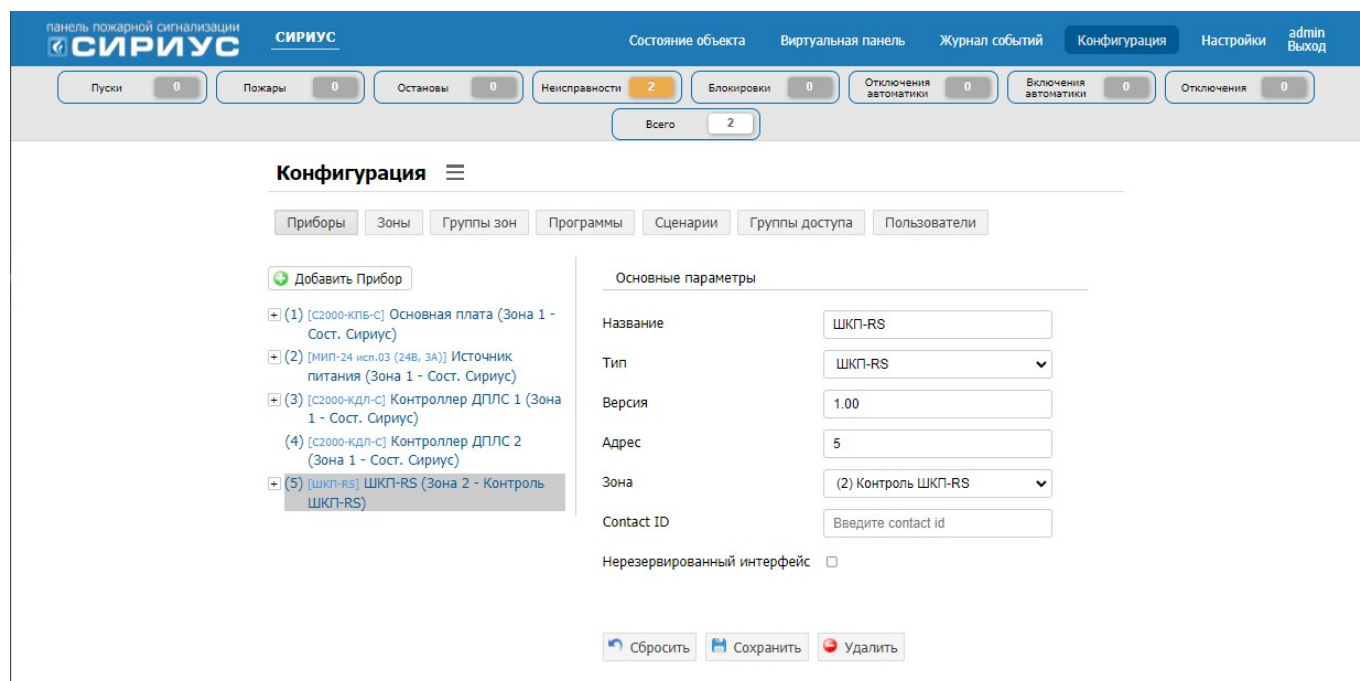 панель пожарной сигнализации
СИРИУС
СИРИУС
Состояние объекта Виртуальная панель Журнал событий Конфигурация Настройки admin
Выход
Пуски 0 Пожары 0 Остановы 0 Неисправности 2 Блокировки 0 Отключения автоматики 0 Включения автоматики 0 Отключения 0
Всего 2
Конфигурация
Приборы Зоны Группы зон Программы Сценарии Группы доступа Пользователи
Добавить Прибор
(1) [С2000-КПБ-С] Основная плата (Зона 1 -
Сост. Сириус)
(2) [МИП-24 исп.03 (24В, 3А)] Источник
питания (Зона 1 - Сост. Сириус)
(3) [С2000-КДЛ-С] Контроллер ДПЛС 1 (Зона
1 - Сост. Сириус)
(4) [С2000-КДЛ-С] Контроллер ДПЛС 2
(Зона 1 - Сост. Сириус)
(5) [ШКП-RS] ШКП-RS (Зона 2 - Контроль
ШКП-RS)
Основные параметры
Название ШКП-RS
Тип ШКП-RS
Версия 1.00
Адрес 5
Зона (2) Контроль ШКП-RS
Contact ID Введите contact id
Нерезервированный интерфейс
Сбросить Сохранить Удалить